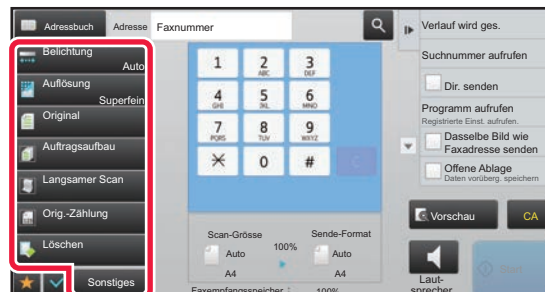 Adressbuch
Adresse
Faxnummer
Verlauf wird ges.
Belichtung
Auto
Auflösung
Superfein
Original
Auftragsaufbau
Langsamer Scan
Orig.-Zählung
Löschen
Sonstiges
1 2 3
ABC DEF
4 5 6
GHI JKL MNO
7 8 9
PQRS TUV WXYZ
0 #
C
Scan-Grösse
Auto
A4
100%
Sende-Format
Auto
A4
Faxempfangsspeicher : 100%
Suchnummer aufrufen
Dir. senden
Programm aufrufen
Registrierte Einst. aufrufen.
Dasselbe Bild wie
Faxadresse senden
Offene Ablage
Daten vorüberg. speichern
Vorschau
CA
Laut-
sprecher
Start